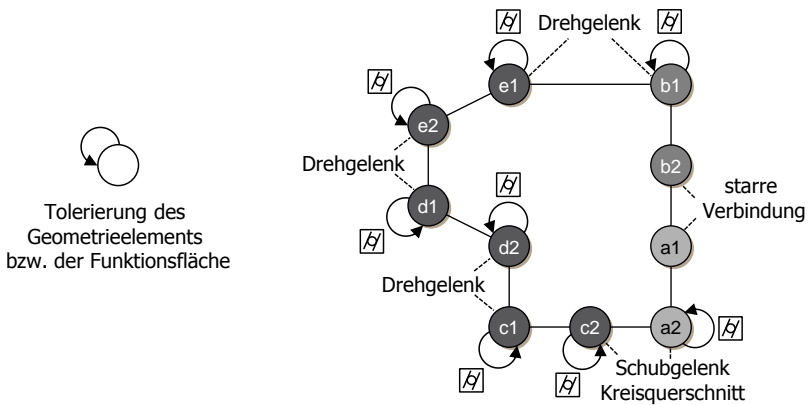 Drehgelenk
e1
b1
e2
Drehgelenk
b2
d1
starre
Verbindung
Tolerierung des
Geometrieelements
bzw. der Funktionsfläche
d2
a1
Drehgelenk
c1
c2
a2
Schubgelenk
Kreisquerschnitt